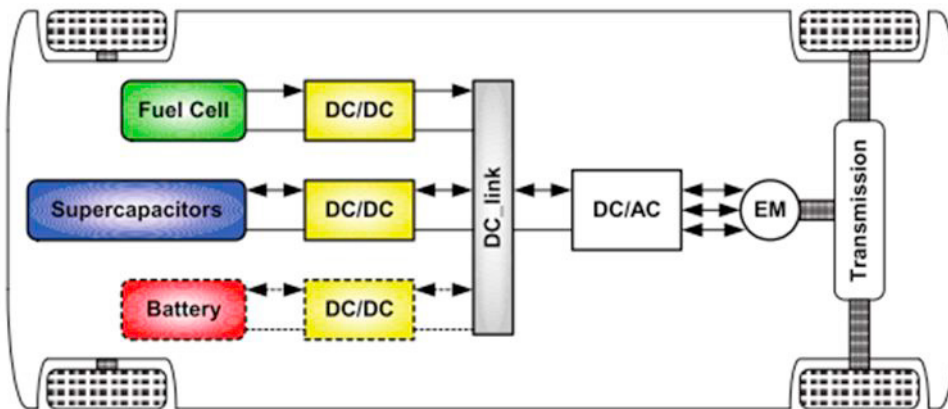 Fuel Cell
DC/DC
Supercapacitors
DC/DC
Battery
DC/DC
DC_link
DC/AC
EM
Transmission